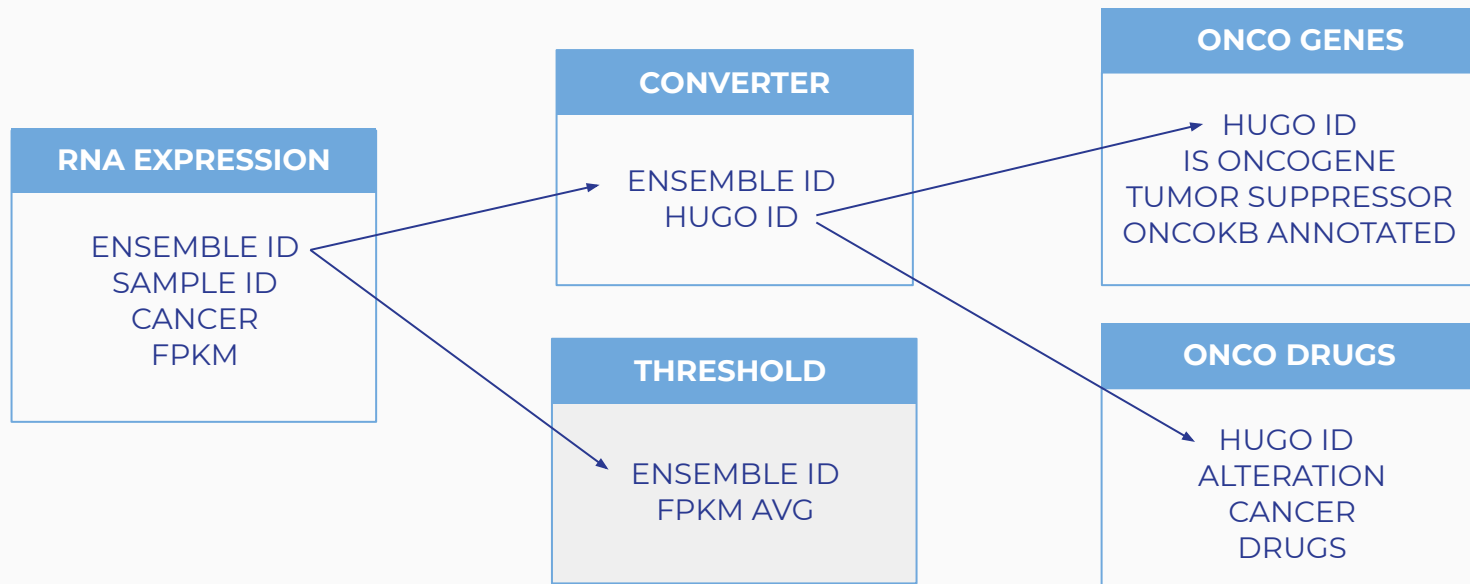 RNA EXPRESSION
ENSEMBLE ID
SAMPLE ID
CANCER
FPKM
CONVERTER
ENSEMBLE ID
HUGO ID
THRESHOLD
ENSEMBLE ID
FPKM AVG
ONCO GENES
HUGO ID
IS ONCOGENE
TUMOR SUPPRESSOR
ONCOKB ANNOTATED
ONCO DRUGS
HUGO ID
ALTERATION
CANCER
DRUGS